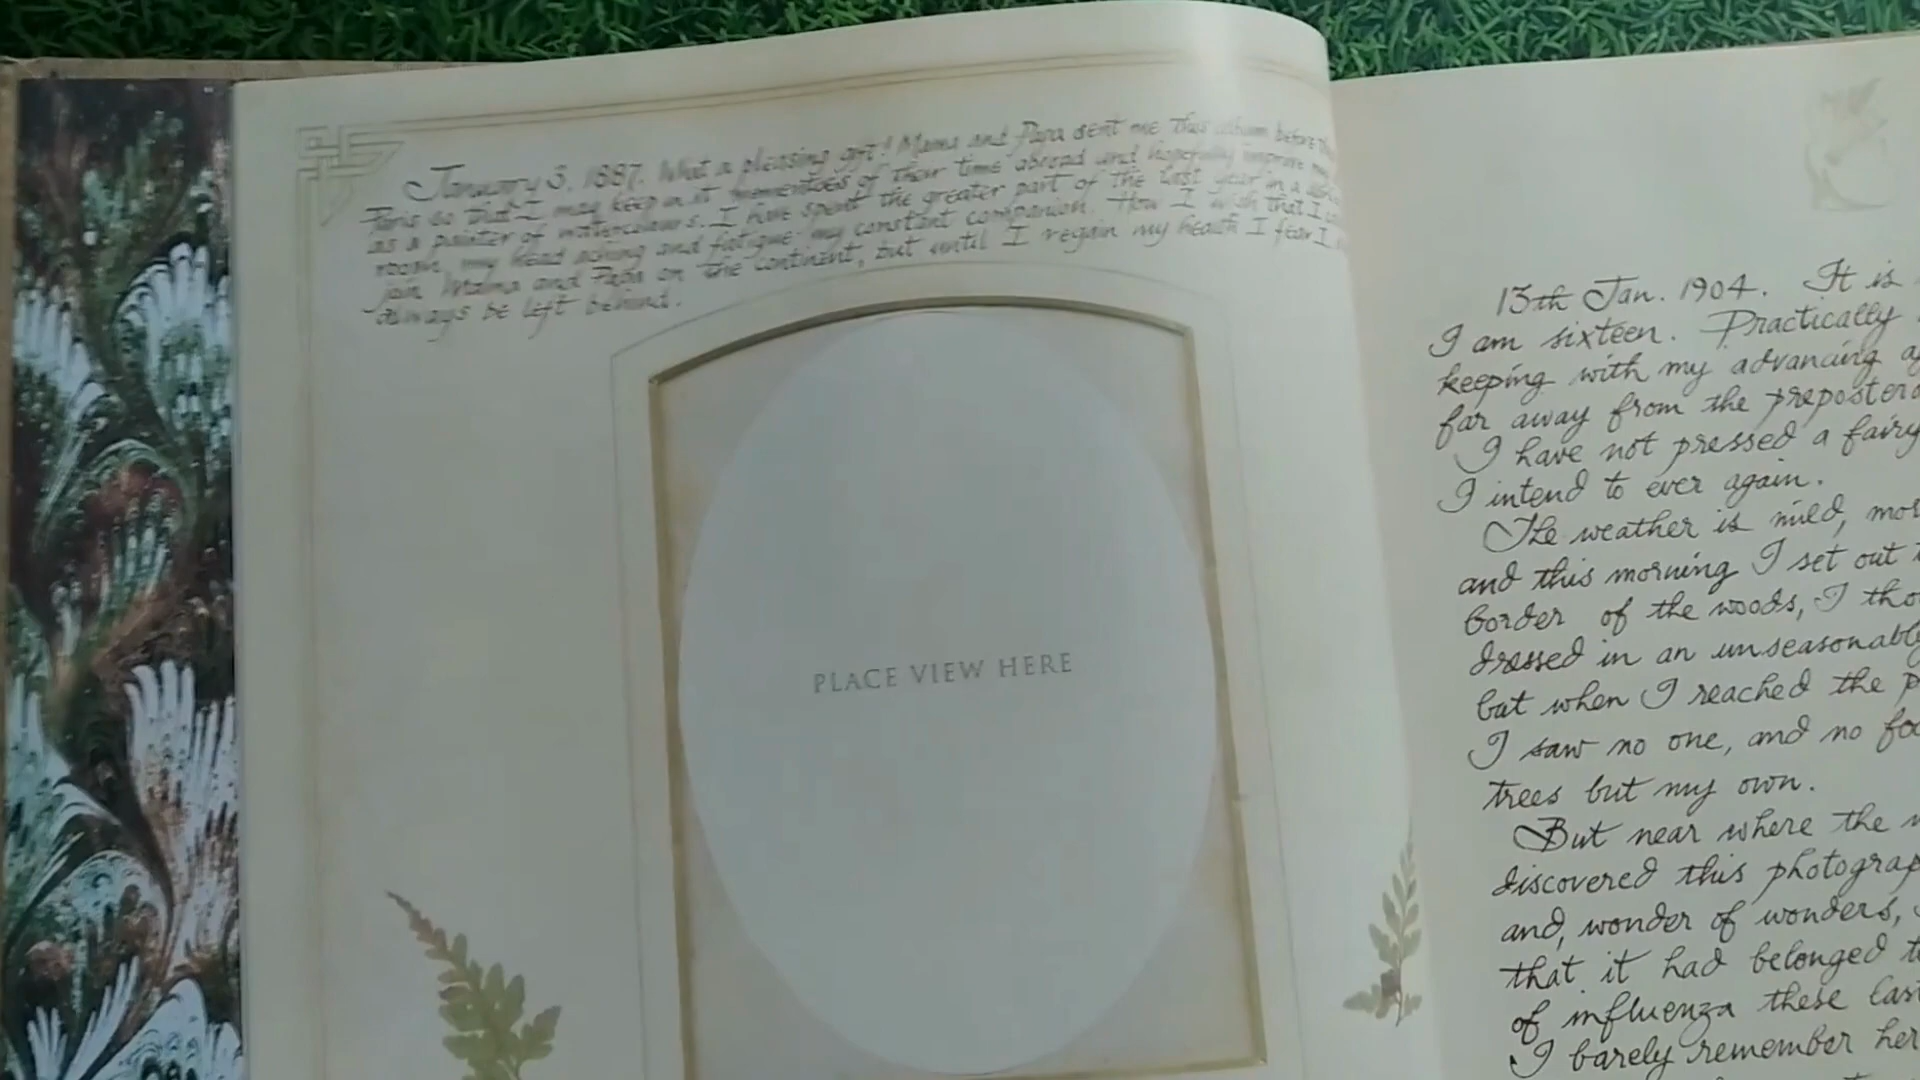 January 3, 1887. What a pleasing gift! Mama and Papa sent me this album before
Paris so that I may keep in it mementoes of their time abroad and hopefully improve my
as a painter of watercolours. I have spent the greater part of the last year in a
room, my head aching and fatigue my constant companion. How I wish that I
join Mama and Papa on the continent, but until I regain my health I fear I
always be left behind.
PLACE VIEW HERE
13th Jan. 1904. It is
I am sixteen. Practically
keeping with my advancing
far away from the
I have not pressed a fairy
I intend to ever again.
The weather is mild,
and this morning I set out
border of the woods, I
dressed in an
but when I reached the
I saw no one, and no
trees but my own.
But near where the
discovered this
and, wonder of wonders,
that it had belonged
of influenza these
I barely remember her